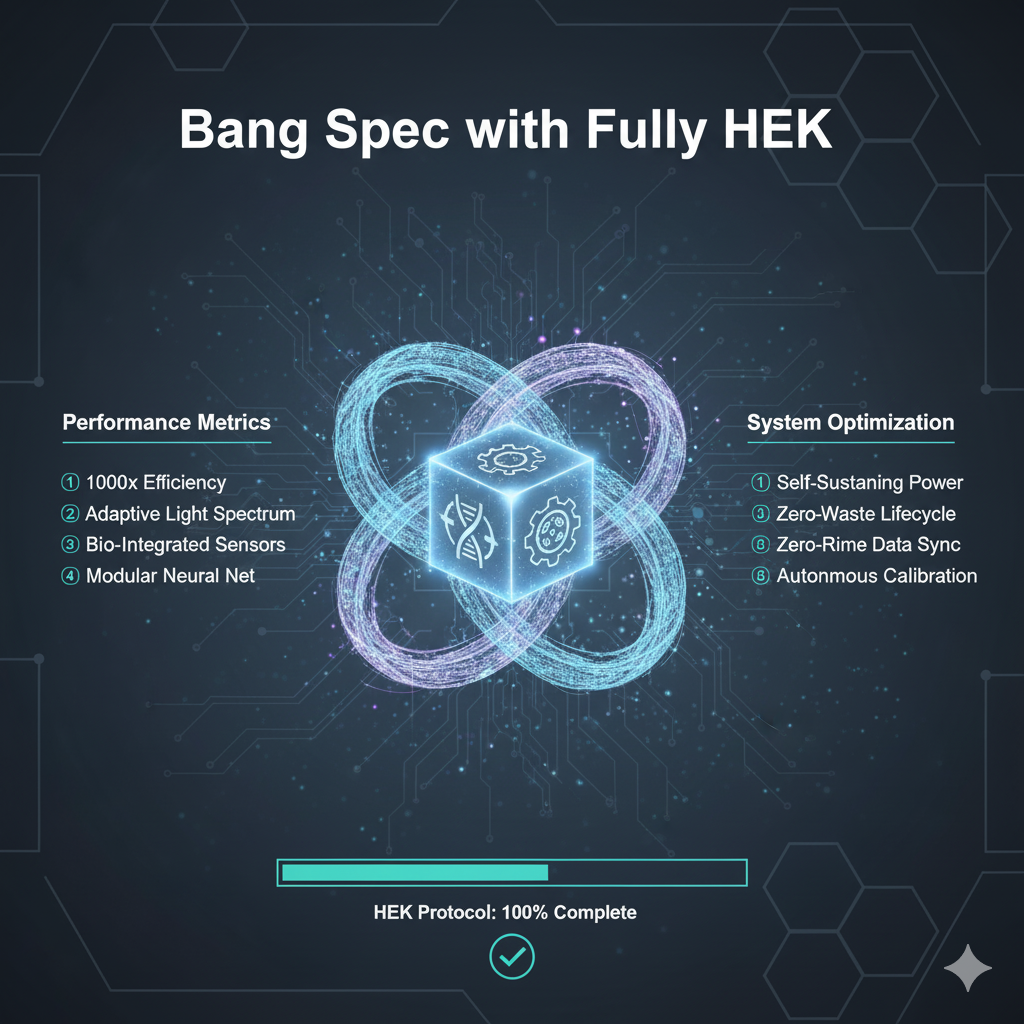 Bang Spec with Fully HEK
Performance Metrics
① 1000x Efficiency
② Adaptive Light Spectrum
③ Bio-Integrated Sensors
④ Modular Neural Net
System Optimization
① Self-Sustaning Power
③ Zero-Waste Lifecycle
⑧ Zero-Rime Data Sync
⑧ Autonmous Calibration
HEK Protocol: 100% Complete